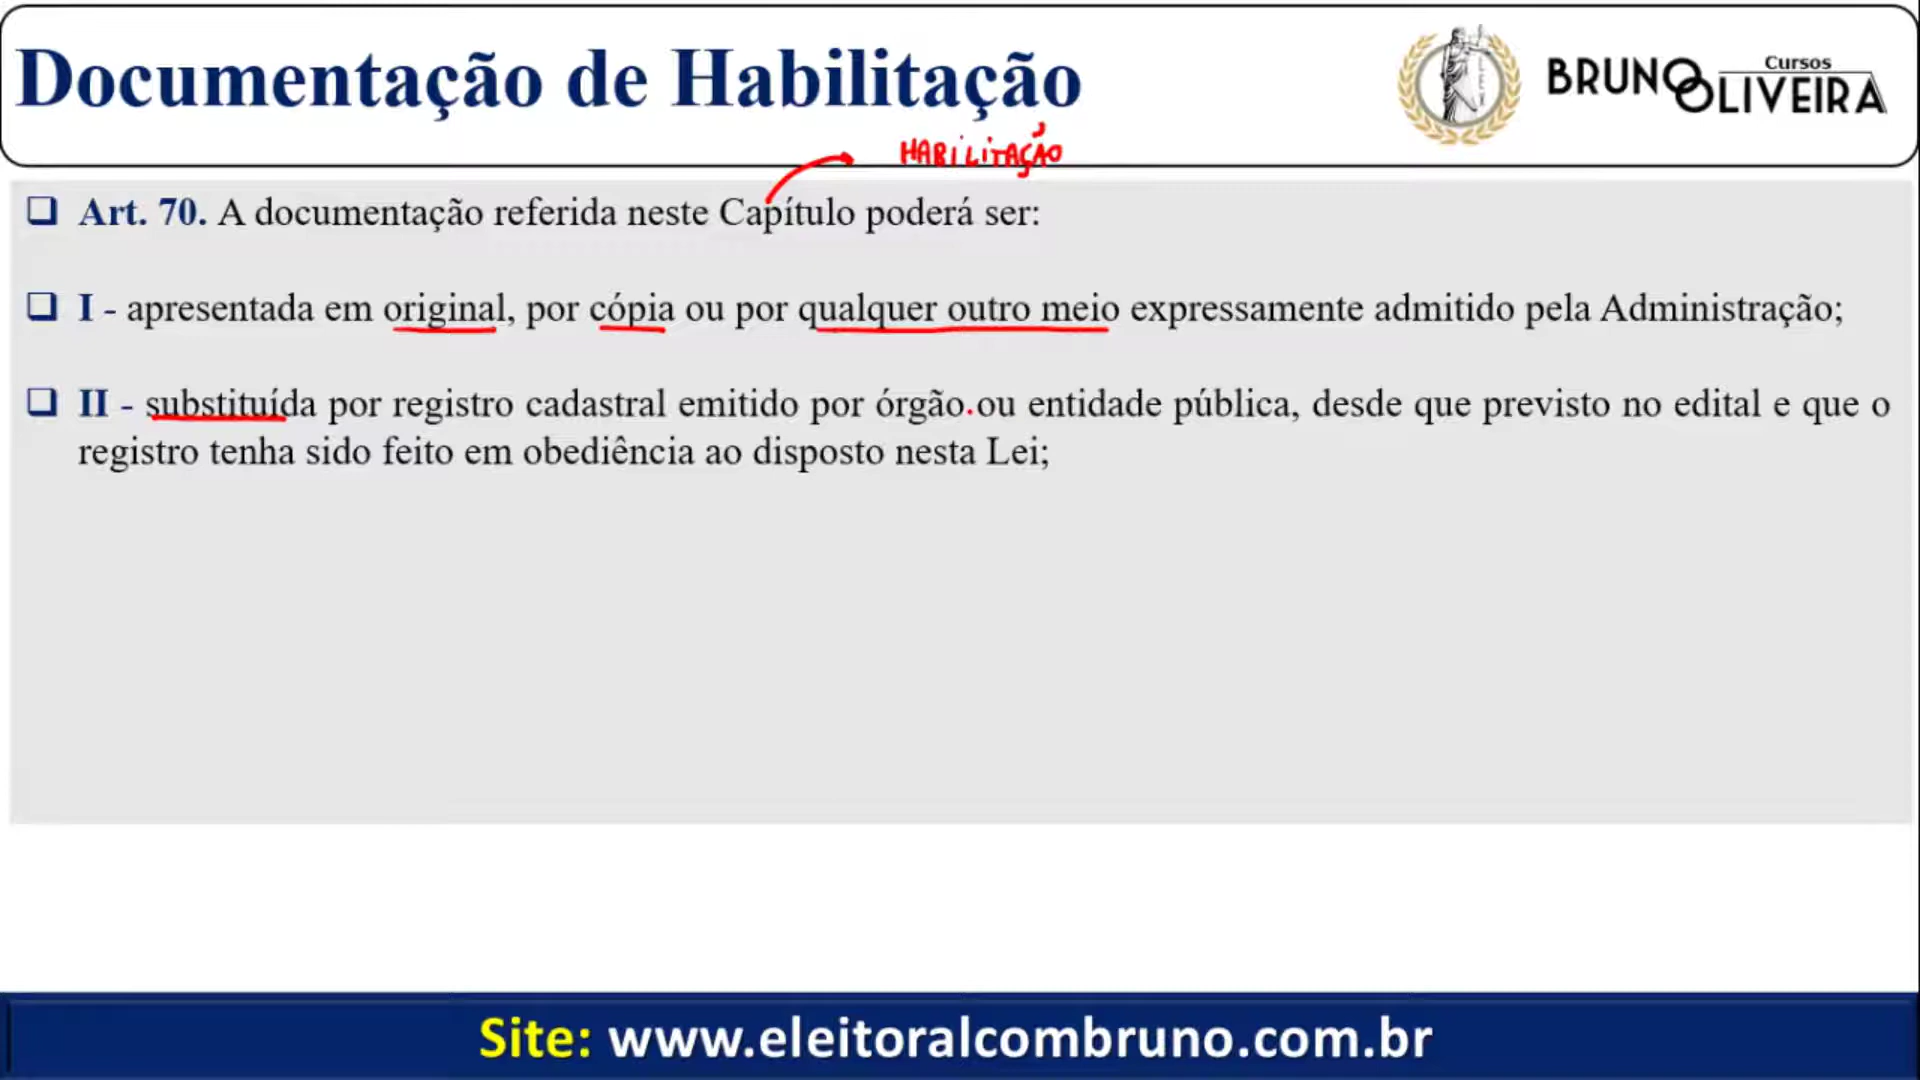 Documentação de Habilitação
Cursos
BRUNO OLIVEIRA
HABILITAÇÃO
Art. 70. A documentação referida neste Capítulo poderá ser:
I - apresentada em original, por cópia ou por qualquer outro meio expressamente admitido pela Administração;
II - substituída por registro cadastral emitido por órgão ou entidade pública, desde que previsto no edital e que o
registro tenha sido feito em obediência ao disposto nesta Lei;
Site: www.eleitoralcombruno.com.br